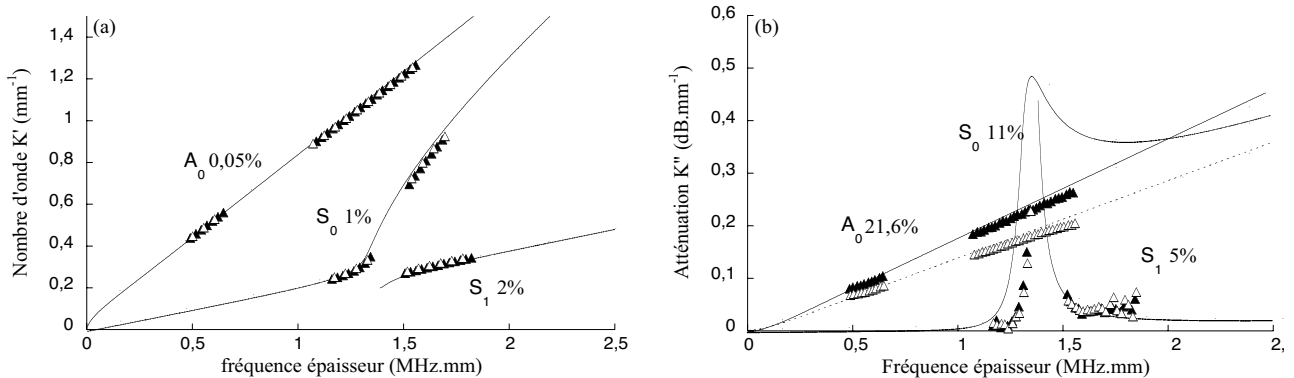 (a)
Nombre d'onde K' (mm-1)
1,4
1,2
1
0,8
0,6
0,4
0,2
0
A0 0,05%
S0 1%
S1 2%
0 0,5 1 1,5 2 2,5
fréquence épaisseur (MHz.mm)
(b)
Atténuation K" (dB.mm-1)
0,6
0,5
0,4
0,3
0,2
0,1
0
S0 11%
A0 21,6%
S1 5%
0 0,5 1 1,5 2 2,
Fréquence épaisseur (MHz.mm)